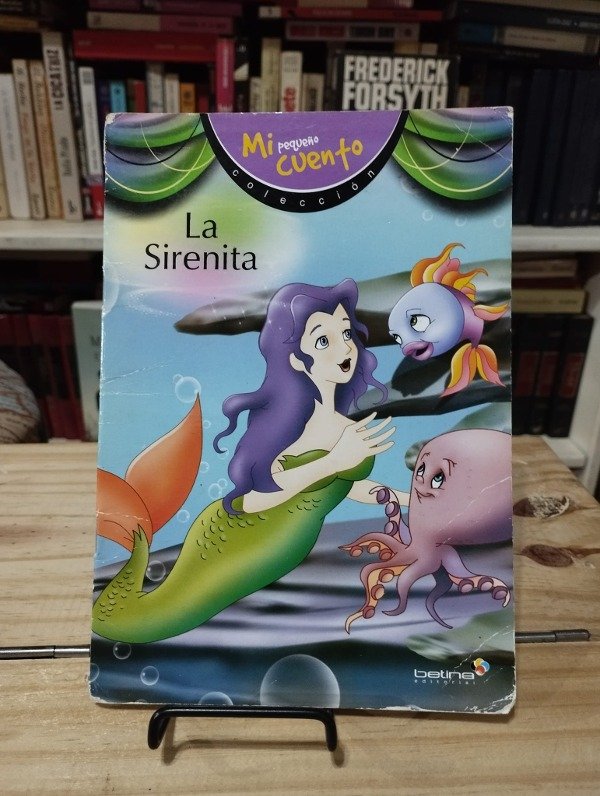 FREDERICK
FORSYTH
Mi pequeño
cuento
colección
La
Sirenita
betina
editorial